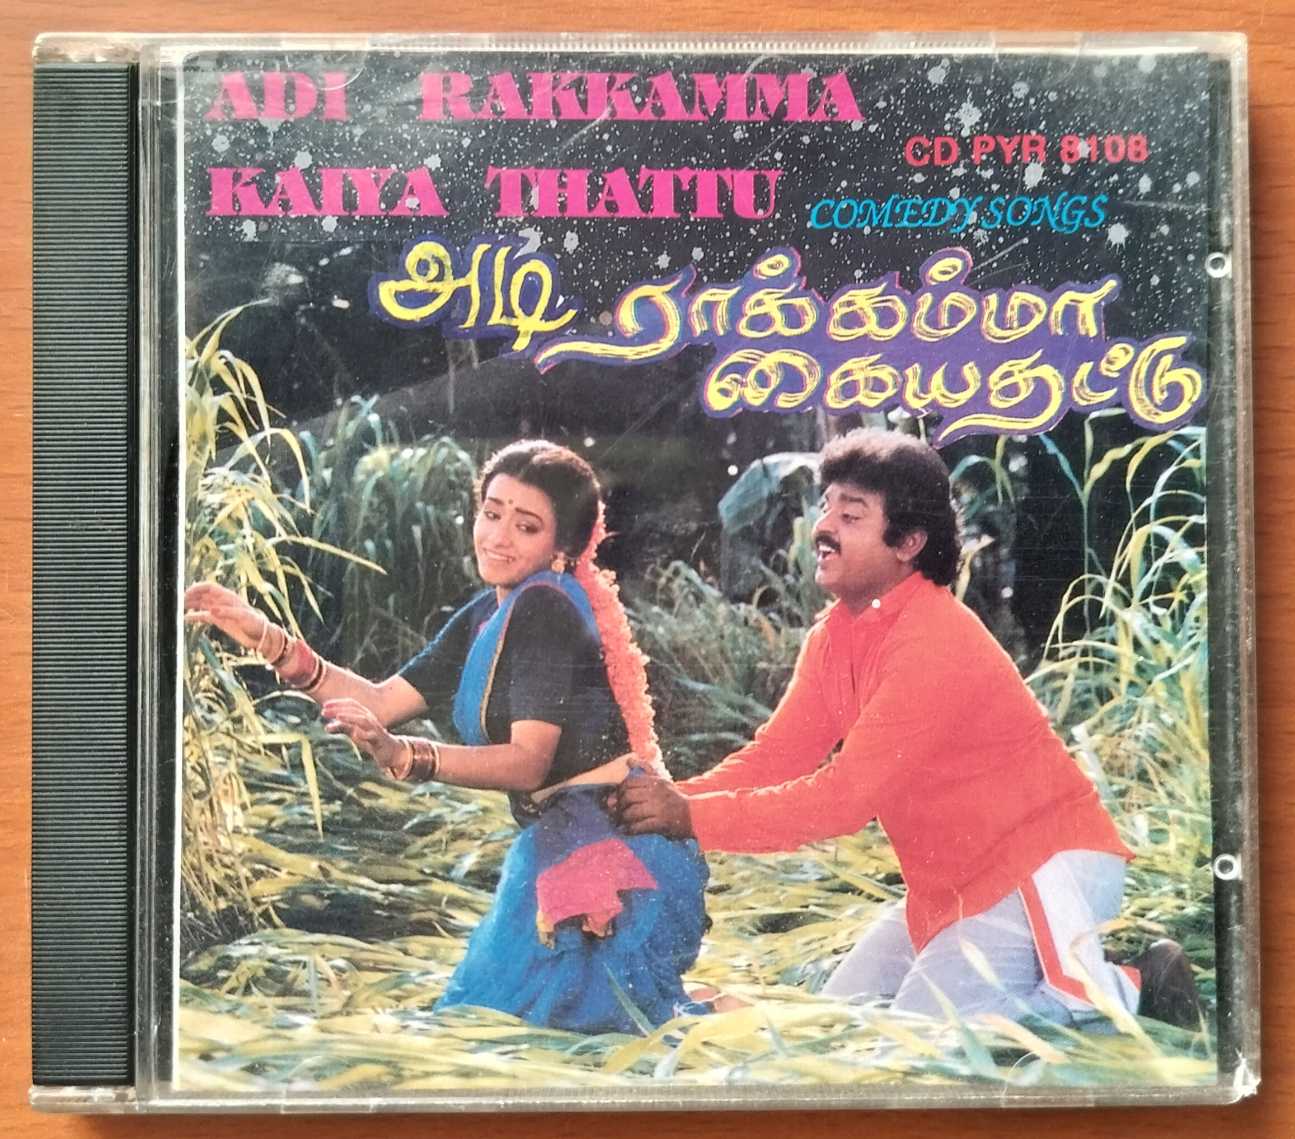 ADI RAKKAMMA
CD PYR 8108
KAIYA THATTU
COMEDY SONGS
அடி ராக்கம்மா
கையதட்டு